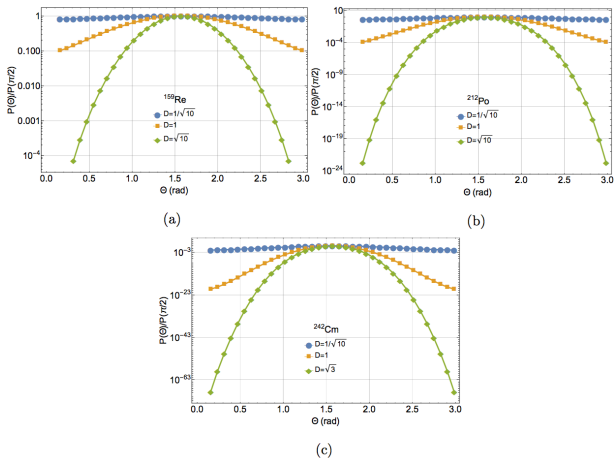 P(Θ)/P(π/2)
1
0.100
0.010
0.001
10⁻⁴
¹⁵⁹Re
D=1/√10
D=1
D=√10
0.0 0.5 1.0 1.5 2.0 2.5 3.0
Θ (rad)
(a)
P(Θ)/P(π/2)
10
10⁻⁴
10⁻⁹
10⁻¹⁴
10⁻¹⁹
10⁻²⁴
²¹²Po
D=1/√10
D=1
D=√10
0.0 0.5 1.0 1.5 2.0 2.5 3.0
Θ (rad)
(b)
P(Θ)/P(π/2)
10⁻³
10⁻²³
10⁻⁴³
10⁻⁶³
²⁴²Cm
D=1/√10
D=1
D=√3
0.0 0.5 1.0 1.5 2.0 2.5 3.0
Θ (rad)
(c)